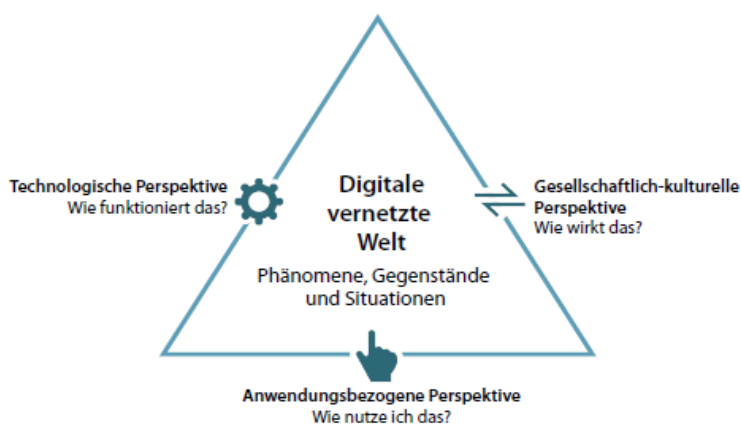 Technologische Perspektive
Wie funktioniert das?
Digitale
vernetzte
Welt
Phänomene, Gegenstände
und Situationen
Gesellschaftlich-kulturelle
Perspektive
Wie wirkt das?
Anwendungsbezogene Perspektive
Wie nutze ich das?